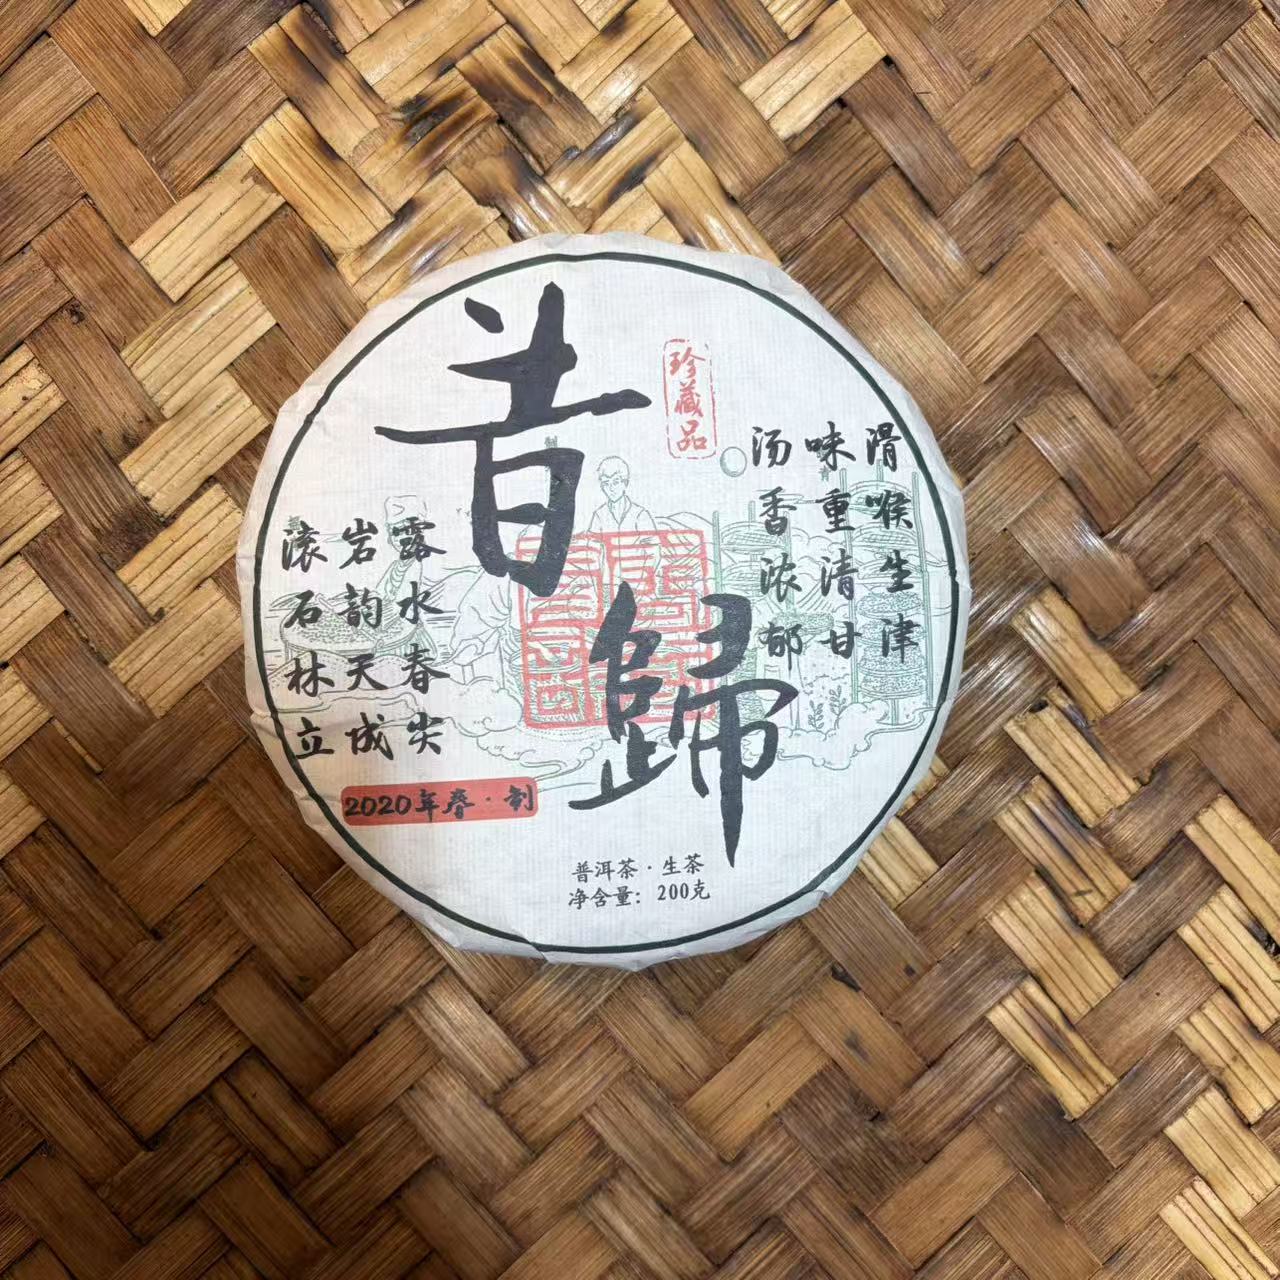 昔歸
珍藏品
滑喉生津
味重清甘
汤香浓郁
露水春尖
岩韵天成
滚石林立
2020年春·制
普洱茶·生茶
净含量：200克